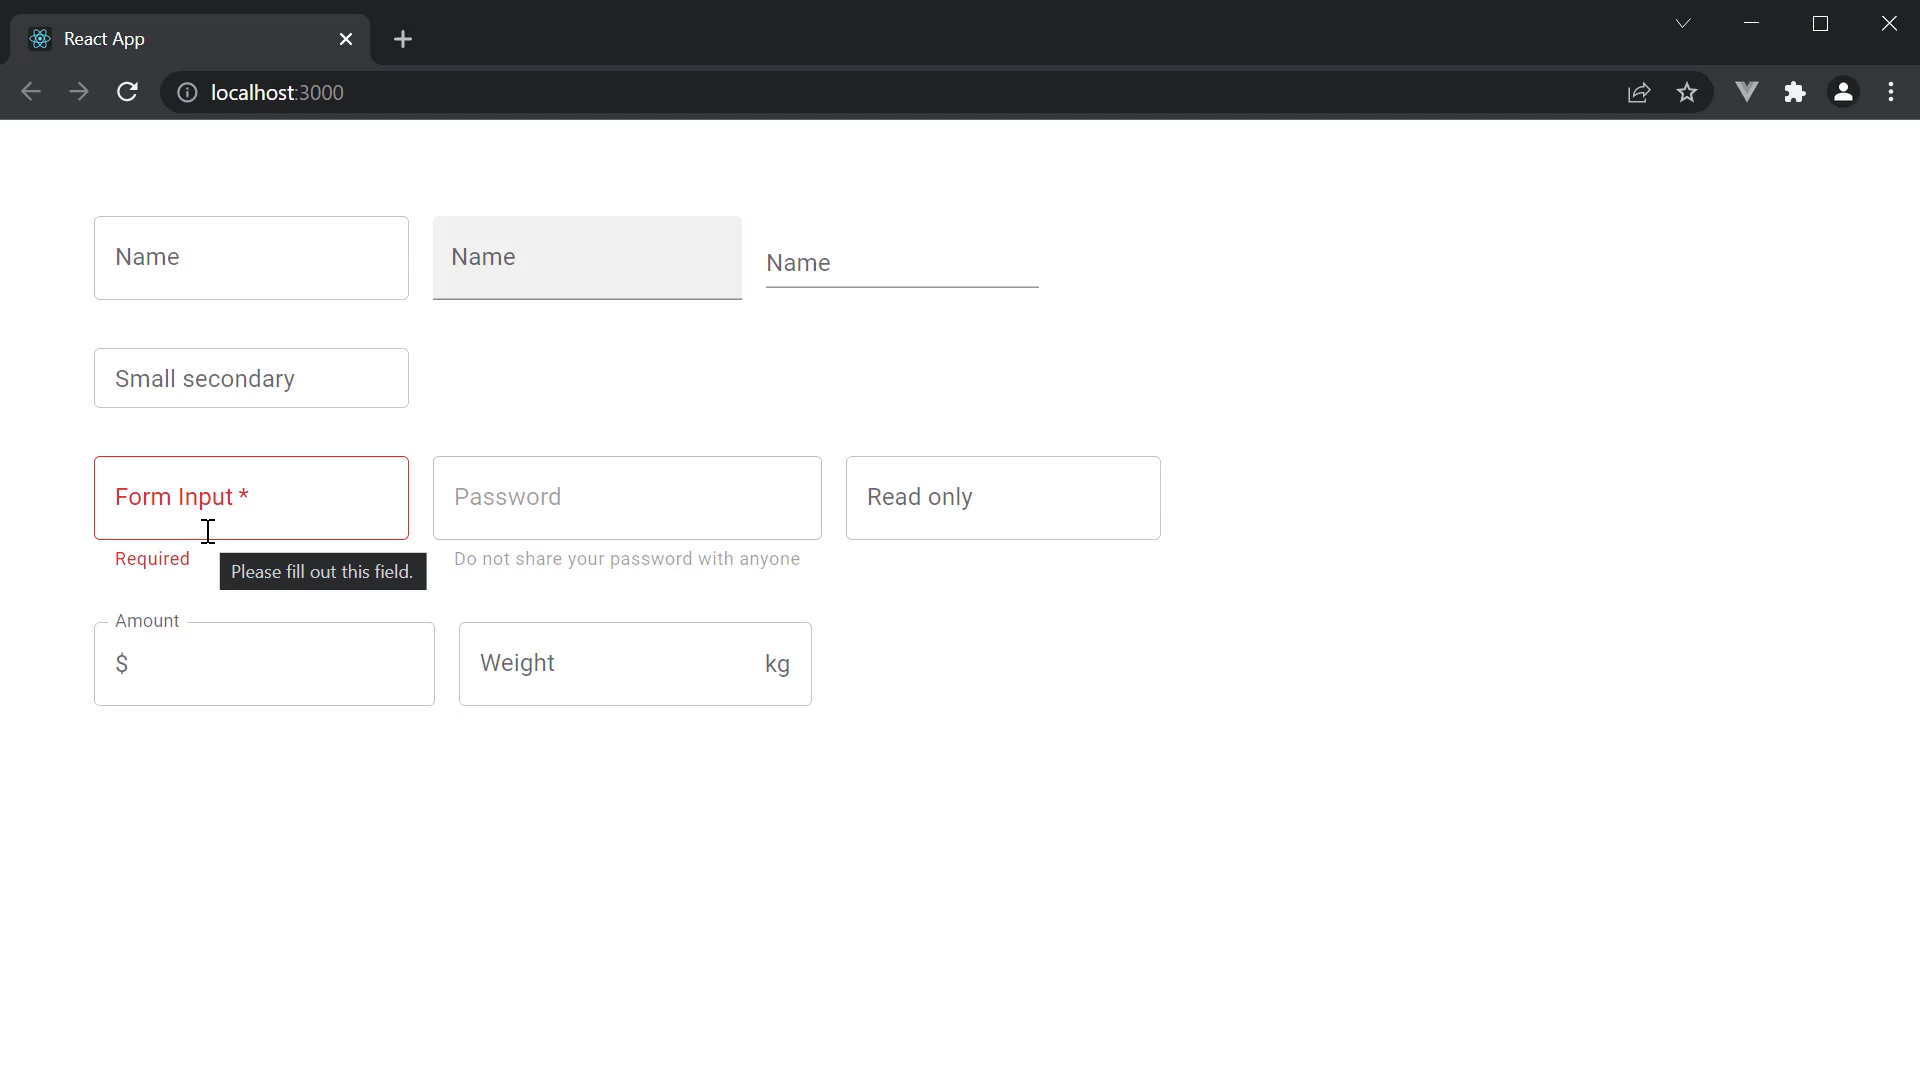 React App
localhost:3000
Name
Name
Name
Small secondary
Form Input *
Password
Read only
Required
Please fill out this field.
Do not share your password with anyone
Amount
$
Weight
kg